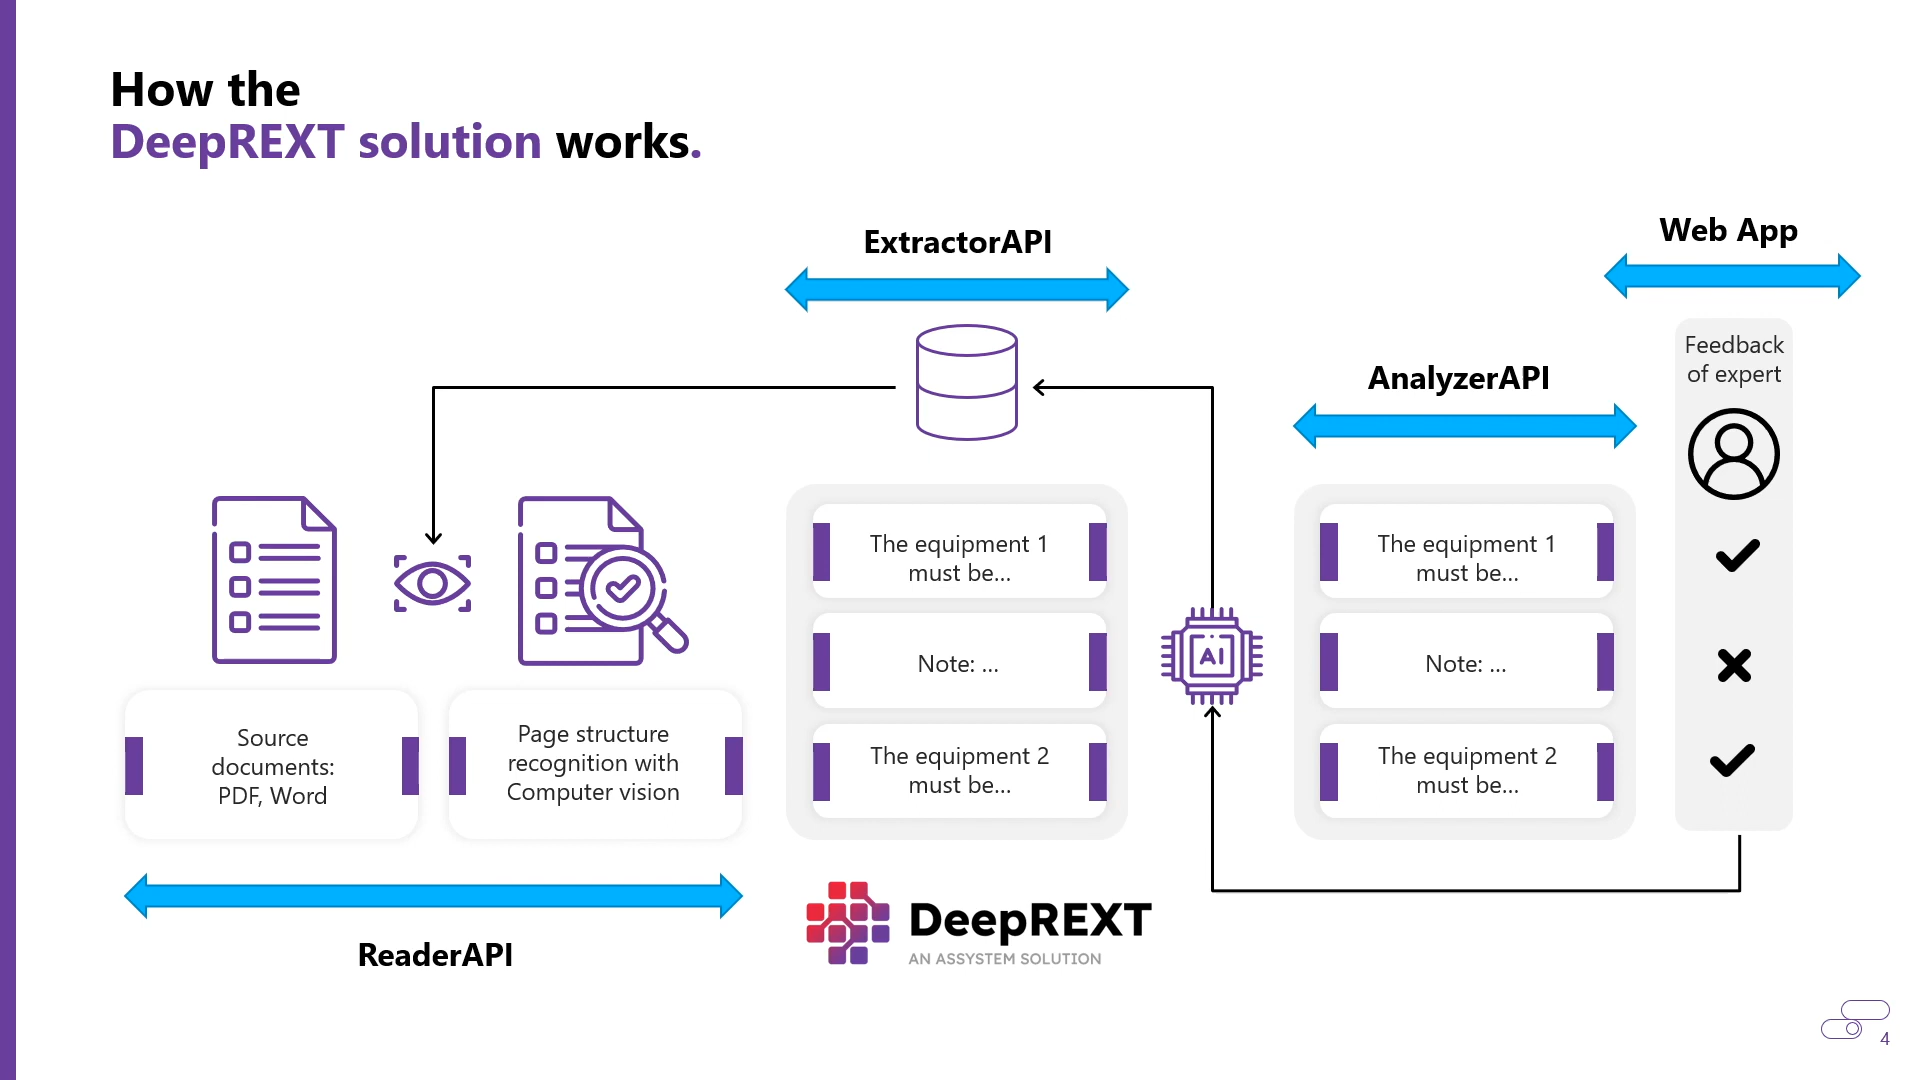 How the
DeepREXT solution works.
ExtractorAPI
Web App
Feedback
of expert
AnalyzerAPI
The equipment 1
must be...
Note: ...
The equipment 2
must be...
AI
The equipment 1
must be...
Note: ...
The equipment 2
must be...
Source
documents:
PDF, Word
Page structure
recognition with
Computer vision
ReaderAPI
DeepREXT
AN ASSYSTEM SOLUTION
4